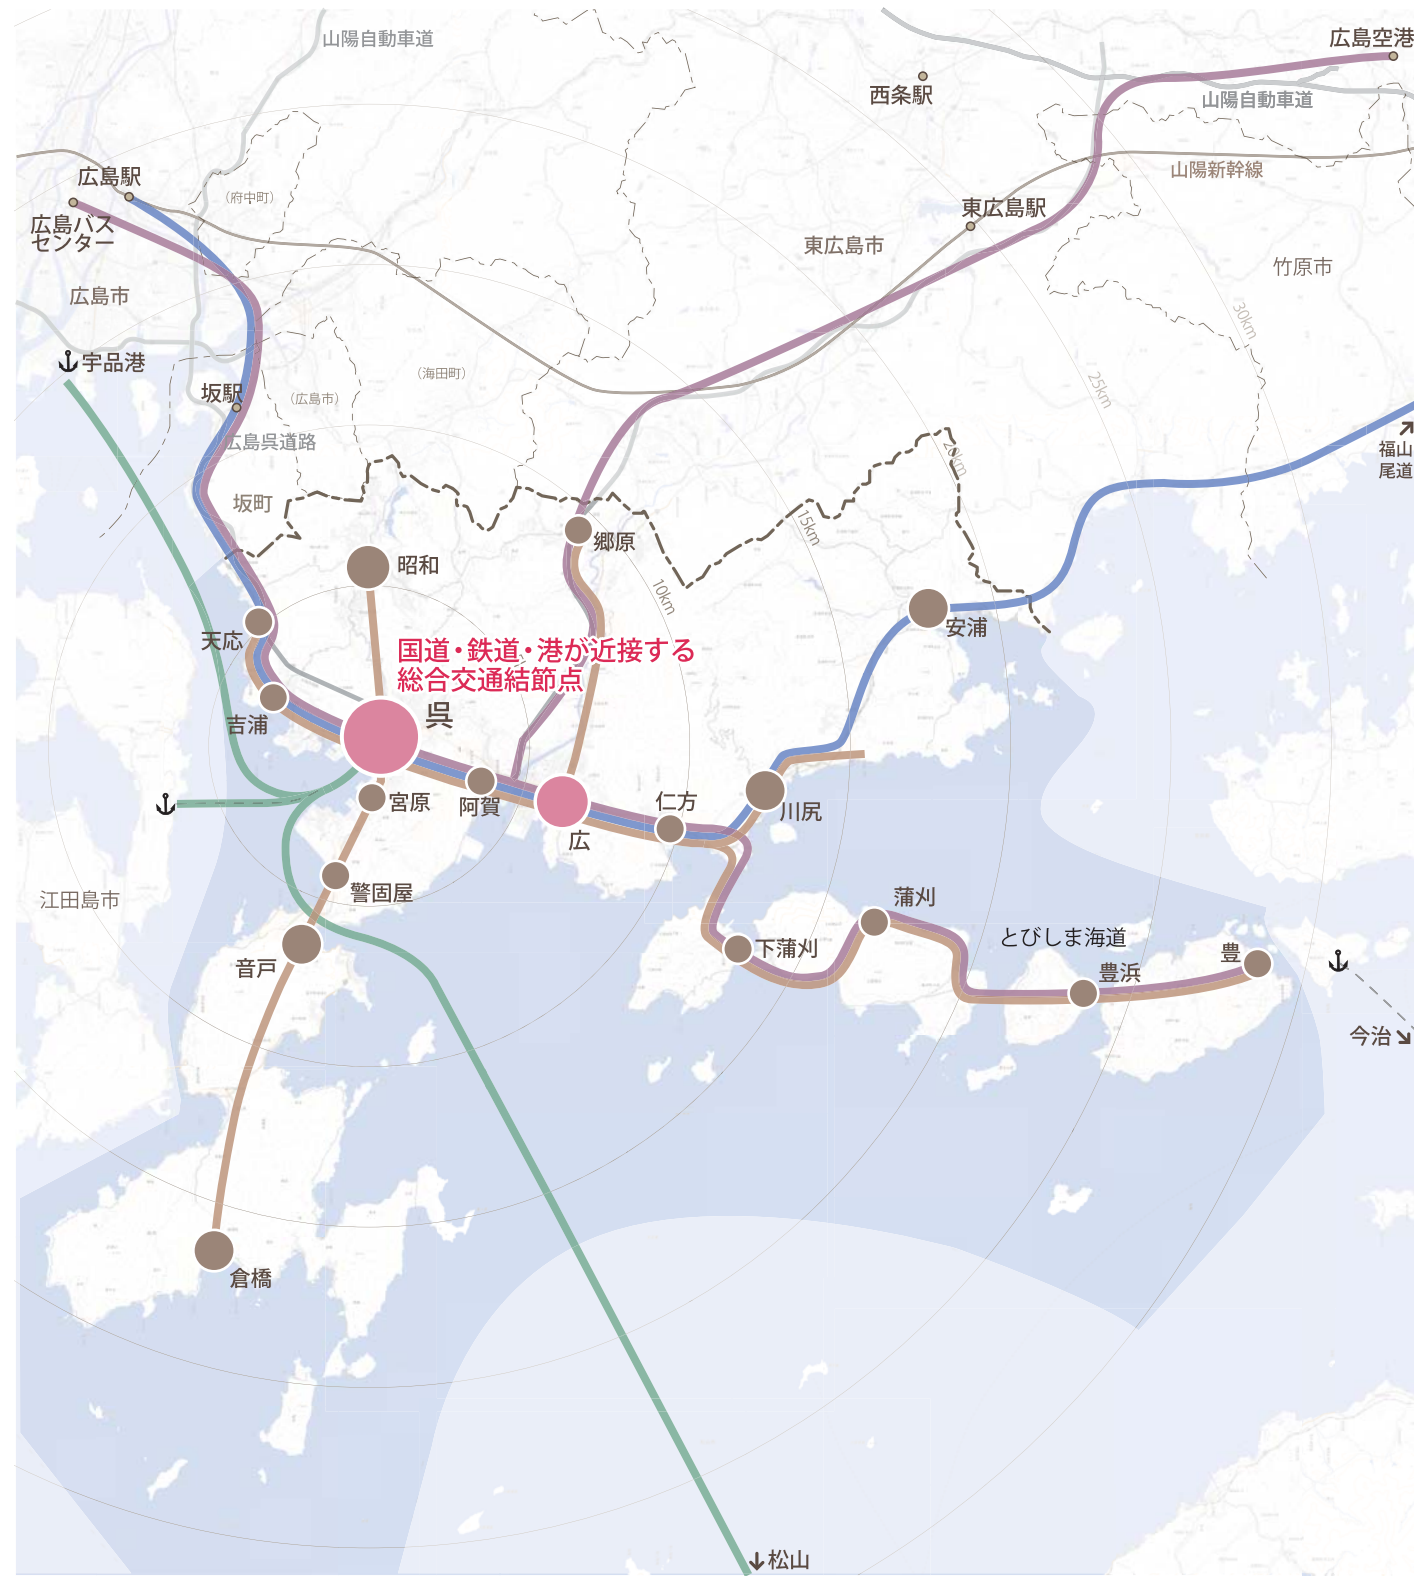 山陽自動車道
広島空港
西条駅
山陽自動車道
広島駅
(府中町)
山陽新幹線
広島バス
センター
東広島駅
東広島市
広島市
竹原市
30km
宇品港
(海田町)
坂駅
(広島市)
25km
広島呉道路
福山
尾道
20km
坂町
15km
郷原
昭和
10km
安浦
天応
国道・鉄道・港が近接する
総合交通結節点
吉浦
呉
宮原
阿賀
仁方
川尻
広
警固屋
江田島市
蒲刈
とびしま海道
下蒲刈
音戸
豊
豊浜
今治
倉橋
松山